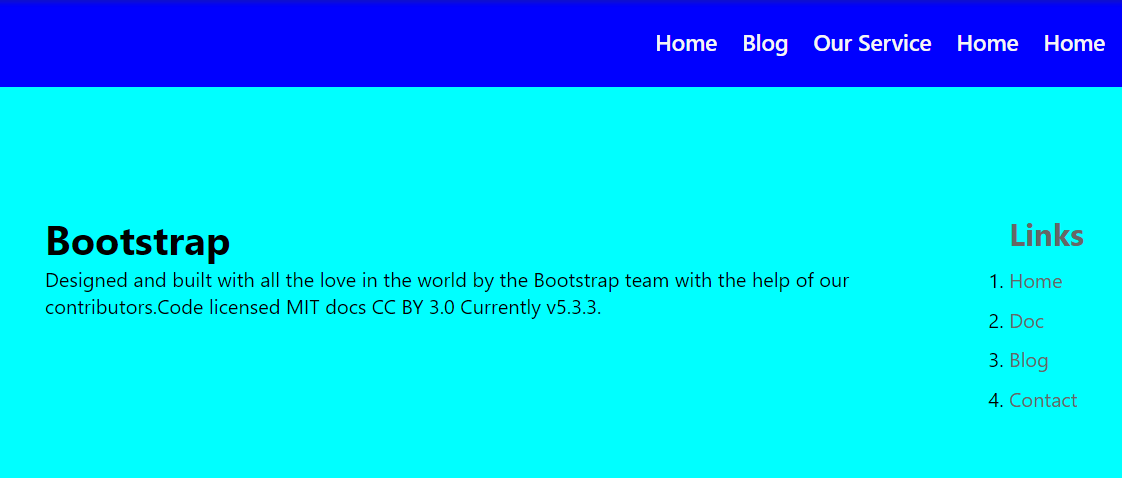 Home Blog Our Service Home Home
Bootstrap
Designed and built with all the love in the world by the Bootstrap team with the help of our
contributors.Code licensed MIT docs CC BY 3.0 Currently v5.3.3.
Links
1. Home
2. Doc
3. Blog
4. Contact